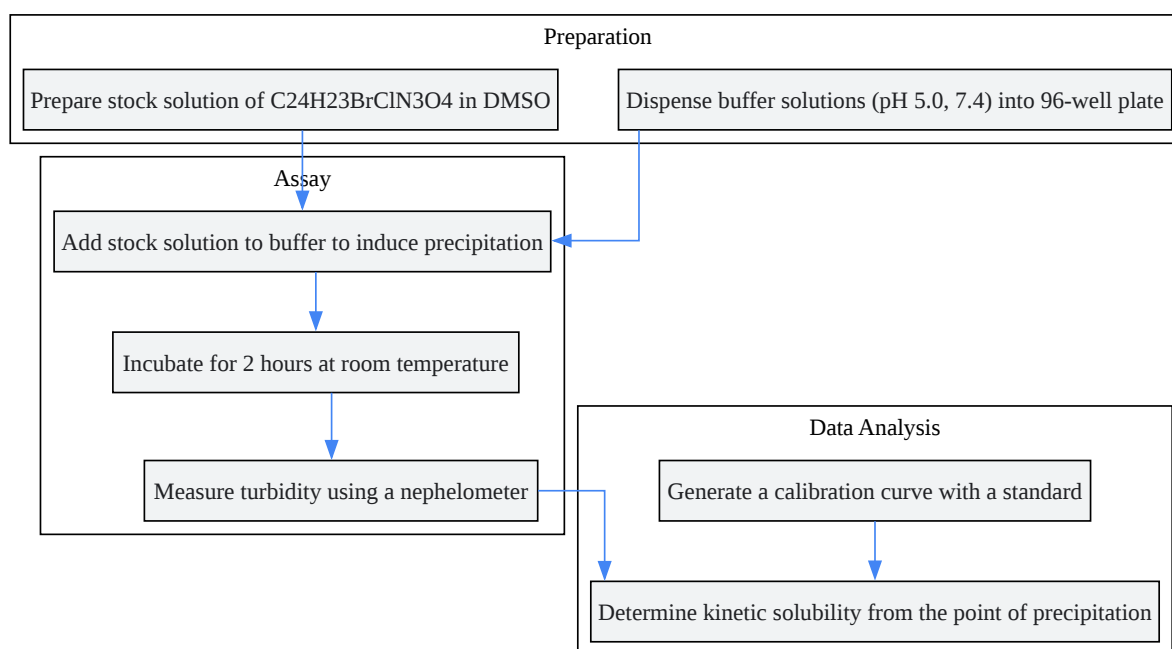 Preparation
Prepare stock solution of C24H23BrClN3O4 in DMSO
Dispense buffer solutions (pH 5.0, 7.4) into 96-well plate
Assay
Add stock solution to buffer to induce precipitation
Incubate for 2 hours at room temperature
Measure turbidity using a nephelometer
Data Analysis
Generate a calibration curve with a standard
Determine kinetic solubility from the point of precipitation